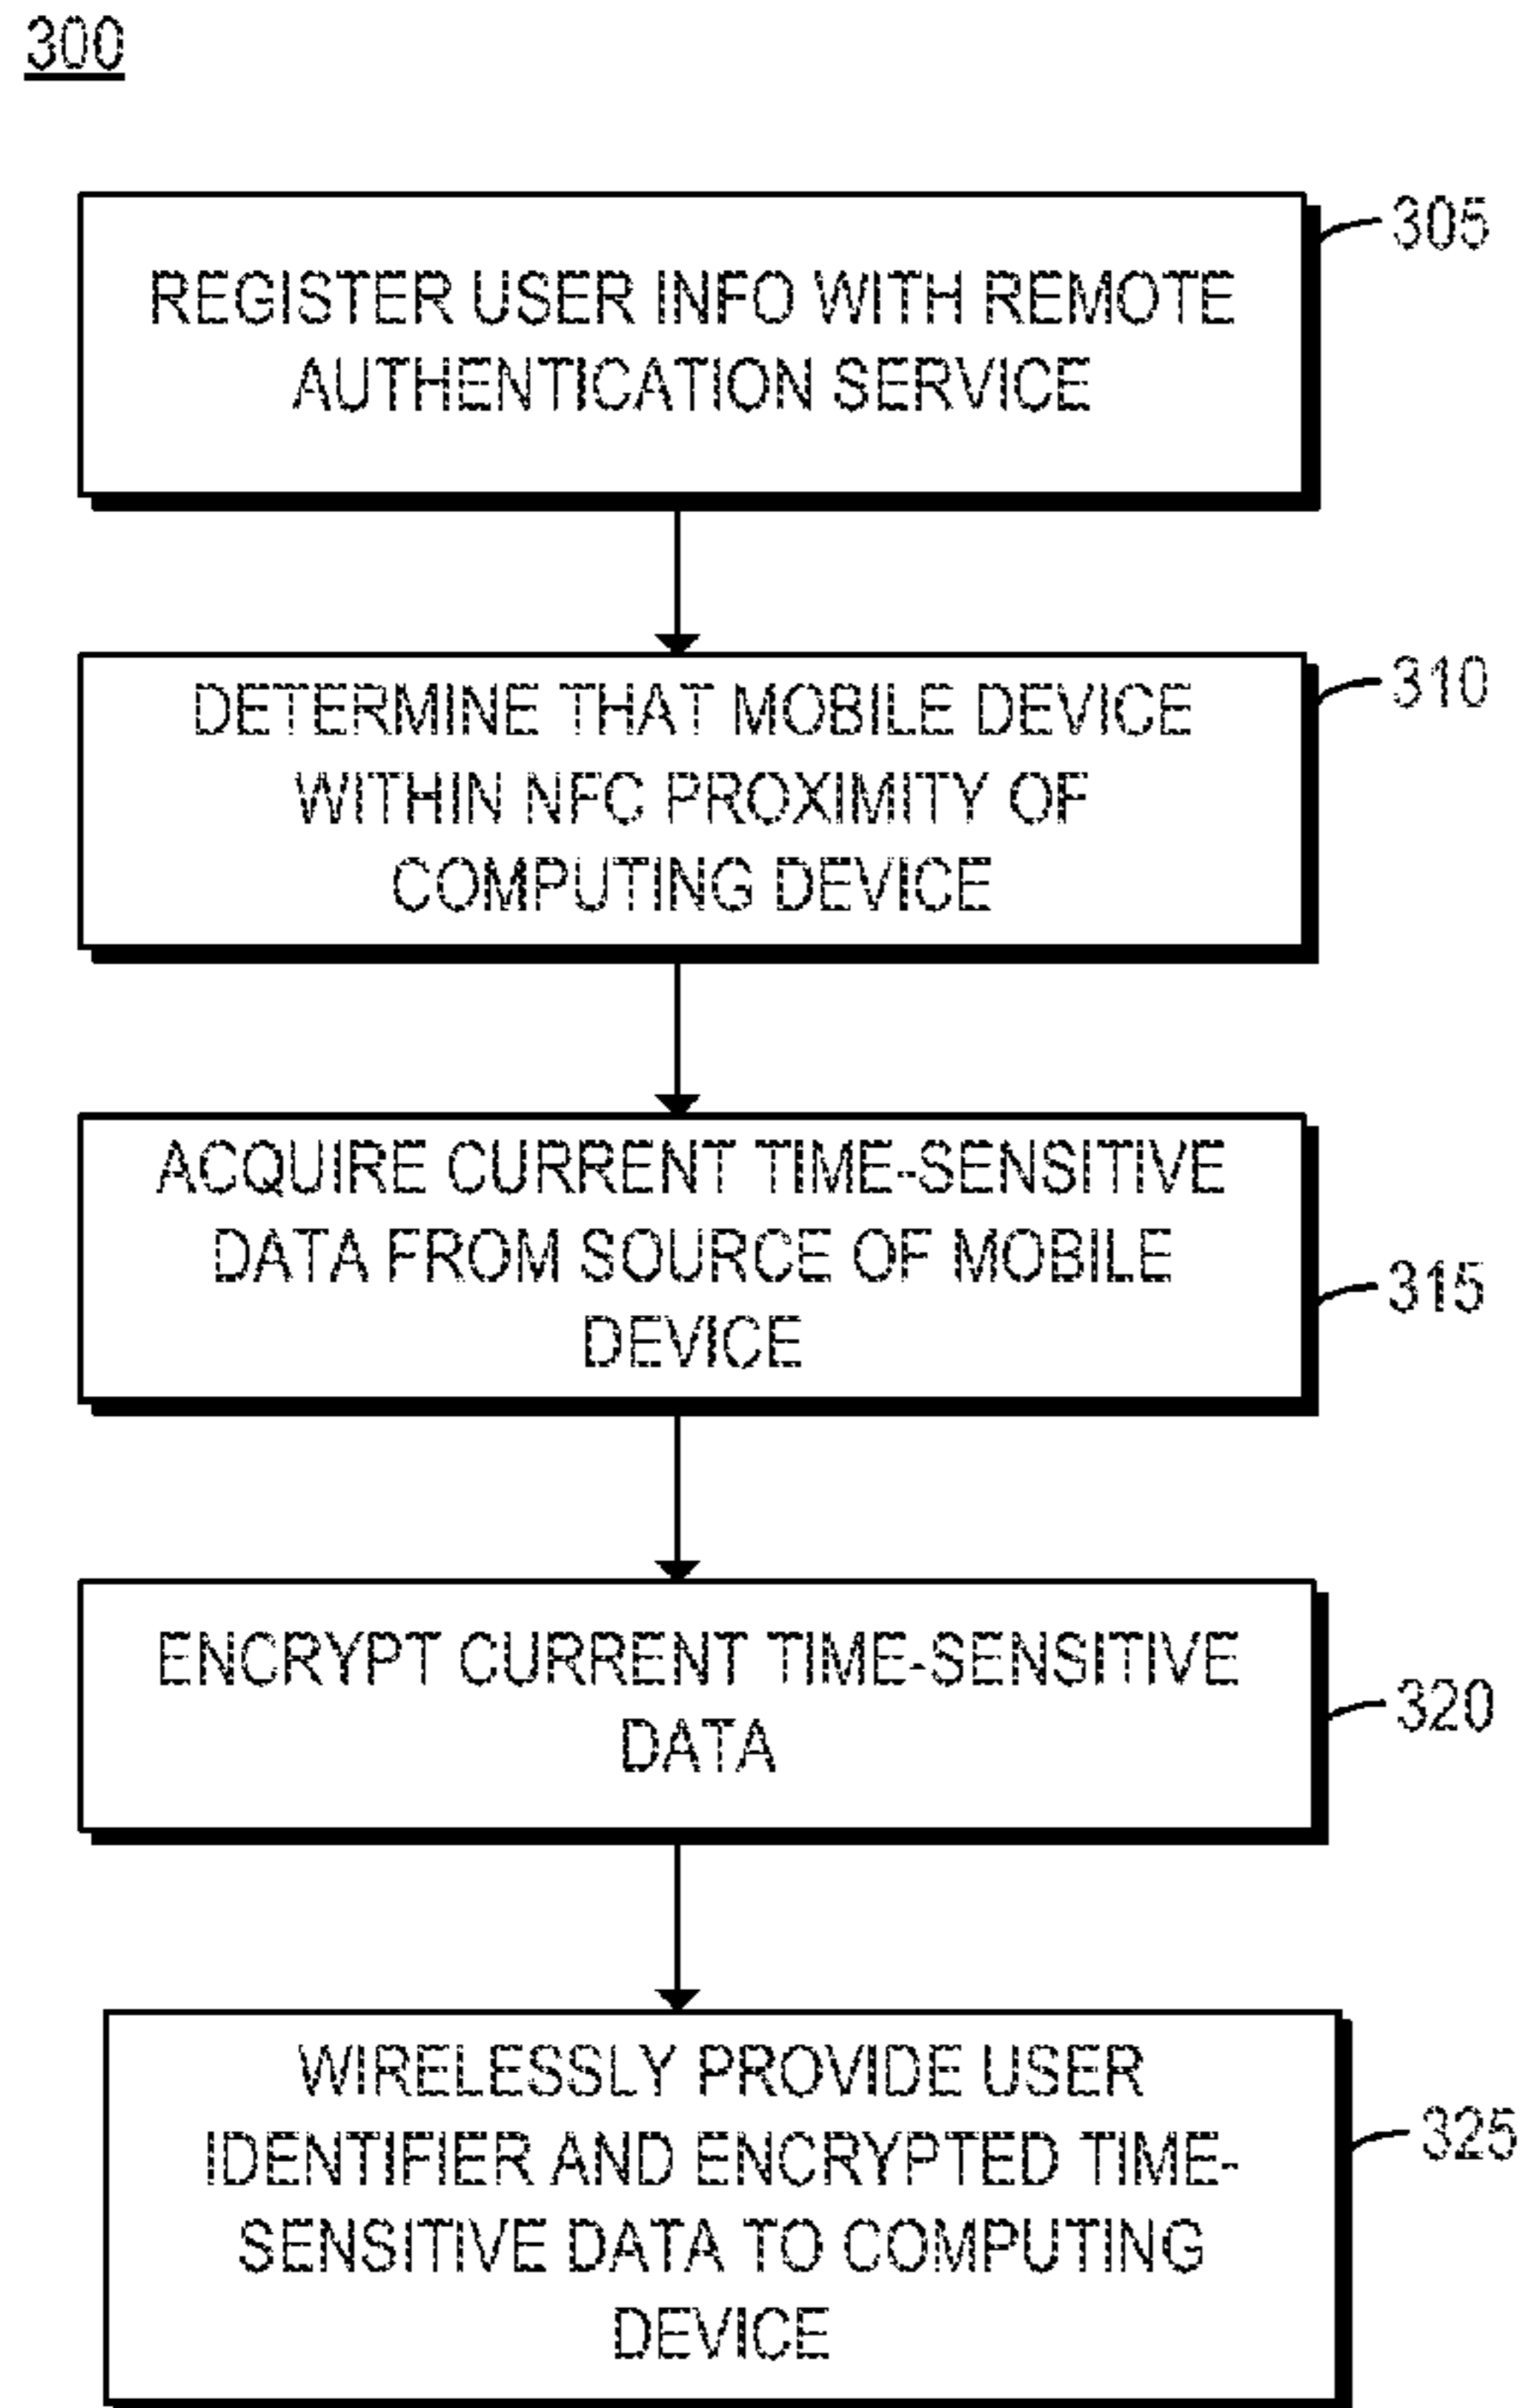 300
REGISTER USER INFO WITH REMOTE
AUTHENTICATION SERVICE
305
DETERMINE THAT MOBILE DEVICE
WITHIN NFC PROXIMITY OF
COMPUTING DEVICE
310
ACQUIRE CURRENT TIME-SENSITIVE
DATA FROM SOURCE OF MOBILE
DEVICE
315
ENCRYPT CURRENT TIME-SENSITIVE
DATA
320
WIRELESSLY PROVIDE USER
IDENTIFIER AND ENCRYPTED TIME-
SENSITIVE DATA TO COMPUTING
DEVICE
325